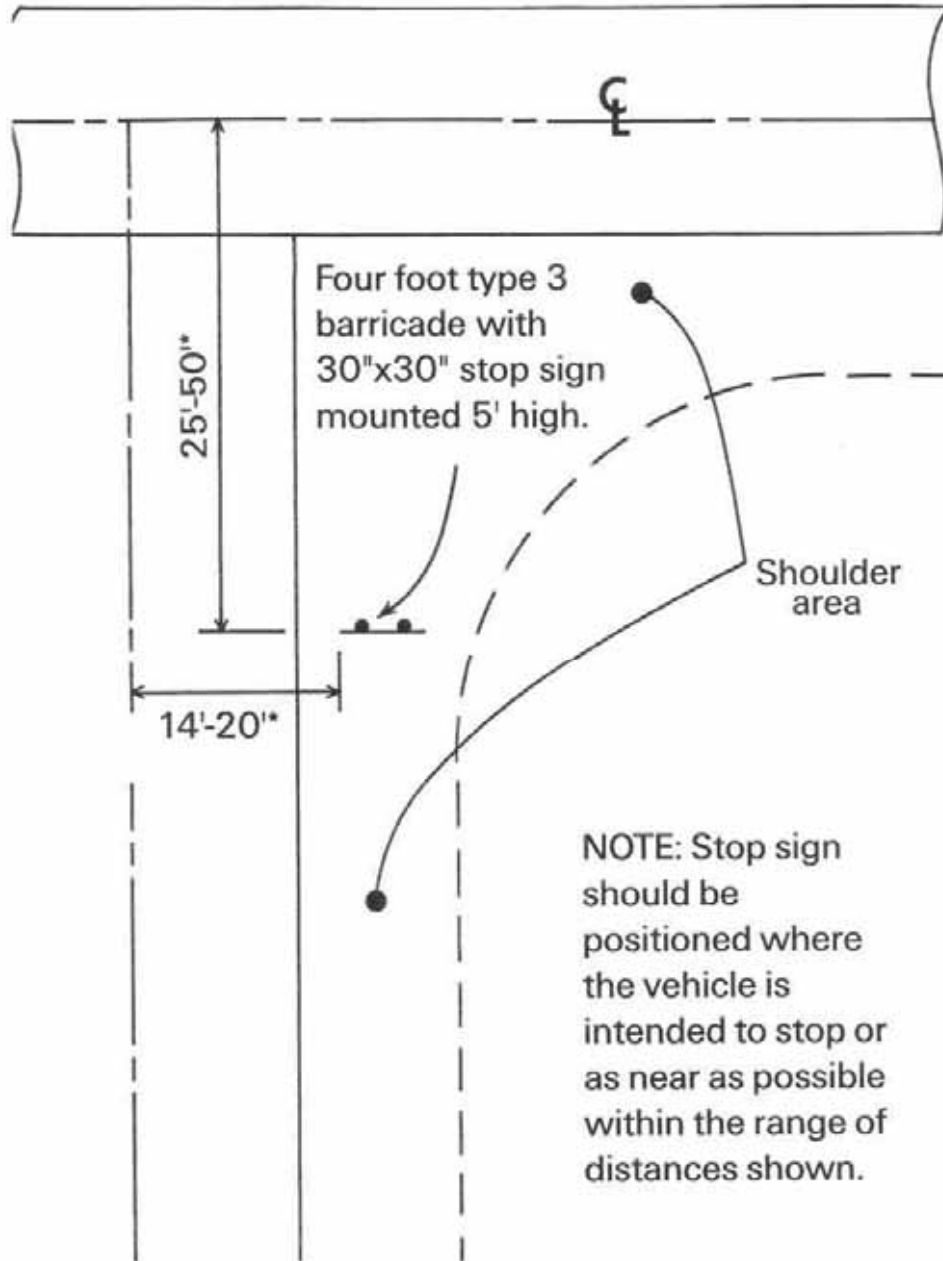 ℄
Four foot type 3
barricade with
30"x30" stop sign
mounted 5' high.
25'-50'*
Shoulder
area
14'-20'*
NOTE: Stop sign
should be
positioned where
the vehicle is
intended to stop or
as near as possible
within the range of
distances shown.